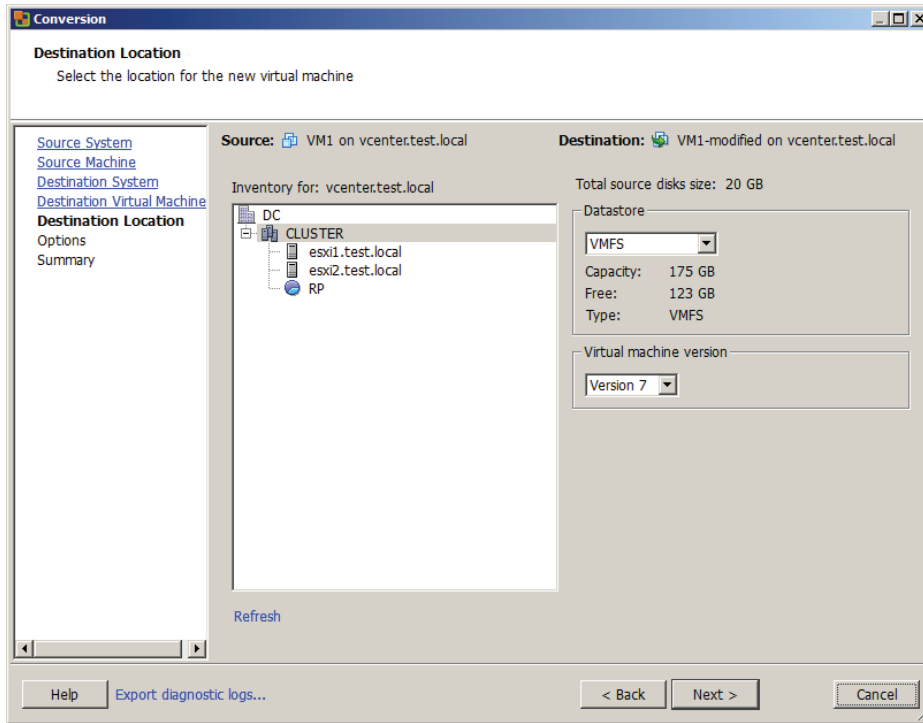 Conversion
Destination Location
Select the location for the new virtual machine
Source System
Source Machine
Destination System
Destination Virtual Machine
Destination Location
Options
Summary
Source: VM1 on vcenter.test.local
Destination: VM1-modified on vcenter.test.local
Inventory for: vcenter.test.local
DC
CLUSTER
esxi1.test.local
esxi2.test.local
RP
Refresh
Total source disks size: 20 GB
Datastore
VMFS
Capacity: 175 GB
Free: 123 GB
Type: VMFS
Virtual machine version
Version 7
Help
Export diagnostic logs...
< Back
Next >
Cancel